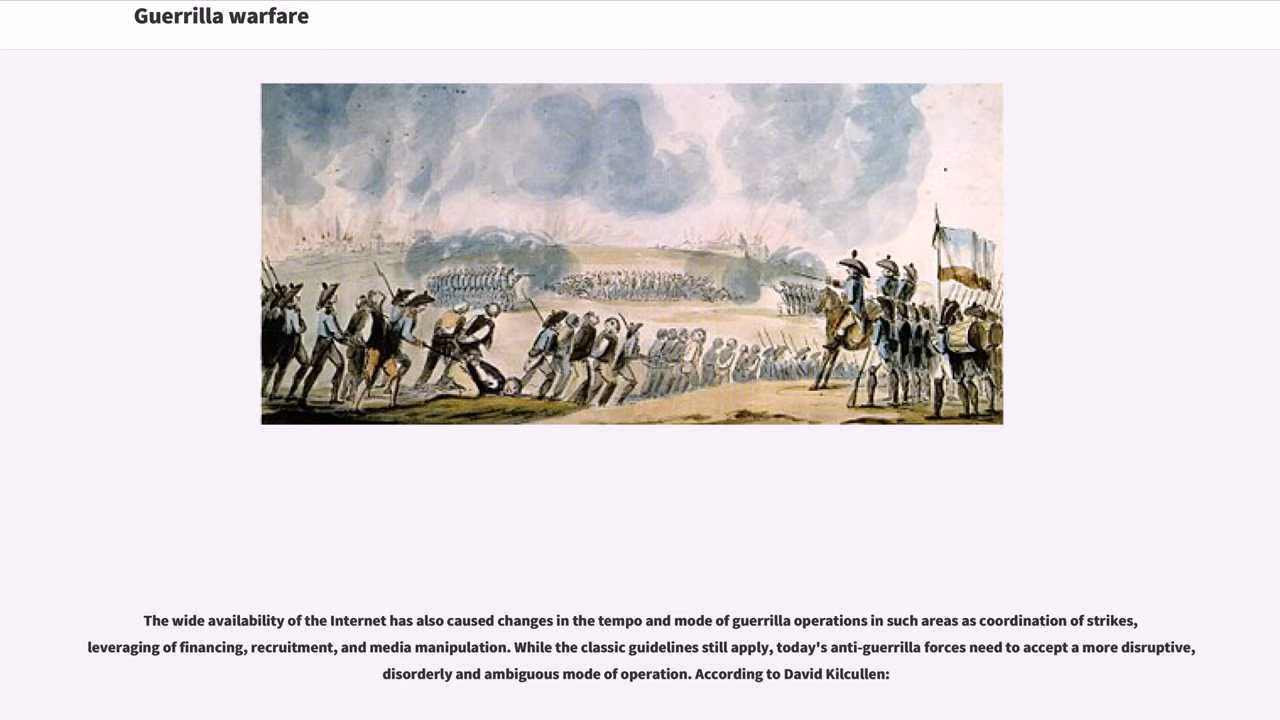 Guerrilla warfare
The wide availability of the Internet has also caused changes in the tempo and mode of guerrilla operations in such areas as coordination of strikes,
leveraging of financing, recruitment, and media manipulation. While the classic guidelines still apply, today's anti-guerrilla forces need to accept a more disruptive,
disorderly and ambiguous mode of operation. According to David Kilcullen: